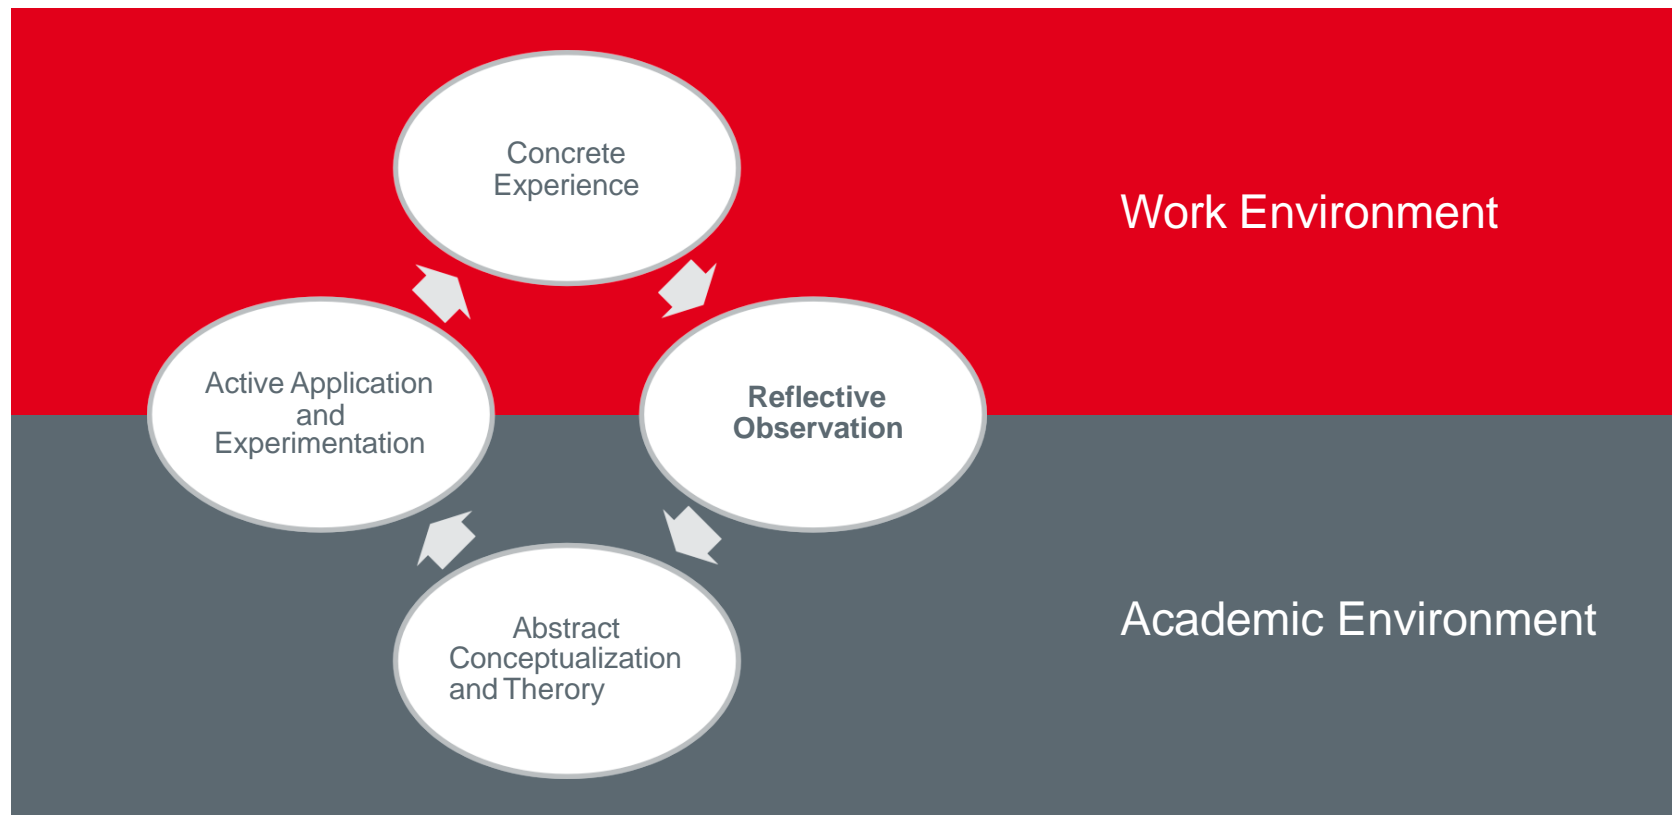 Concrete
Experience
Work Environment
Active Application
and
Experimentation
Reflective
Observation
Abstract
Conceptualization
and Therory
Academic Environment